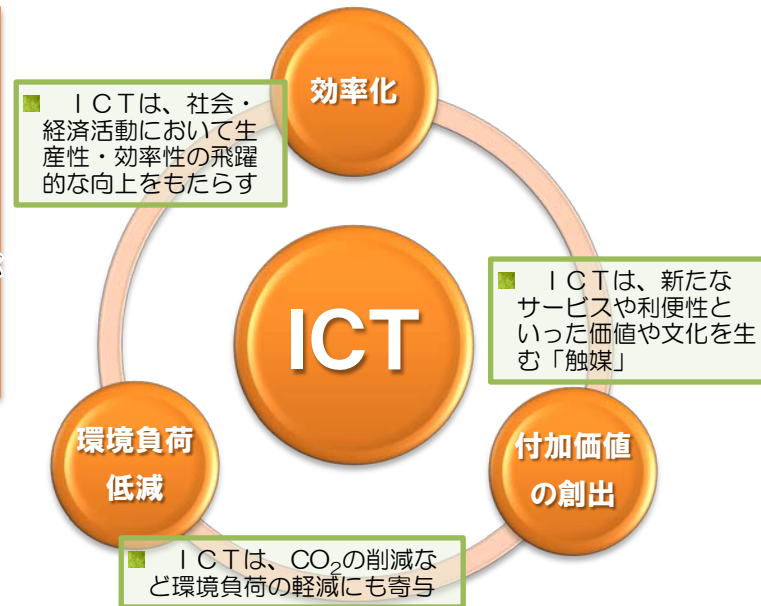 効率化
ＩＣＴは、社会・
経済活動において生
産性・効率性の飛躍
的な向上をもたらす
ICT
ＩＣＴは、新たな
サービスや利便性と
いった価値や文化を生
む「触媒」
環境負荷
低減
付加価値
の創出
ＩＣＴは、CO₂の削減な
ど環境負荷の軽減にも寄与